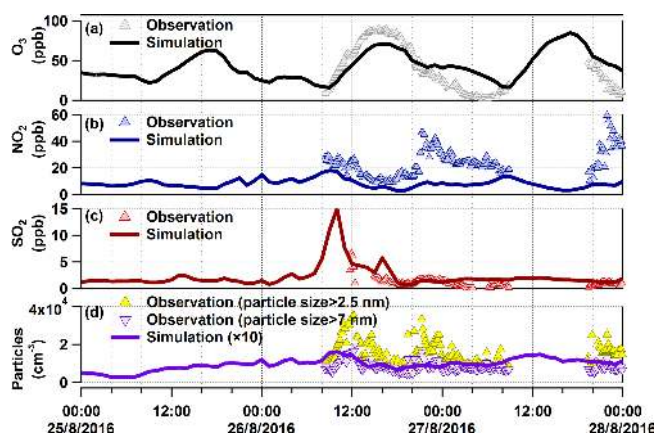 100
50
0
O3
(ppb)
(a)
Observation
Simulation
60
40
20
0
NO2
(ppb)
(b)
Observation
Simulation
15
10
5
0
SO2
(ppb)
(c)
Observation
Simulation
4x10^4
2
0
Particles
(cm-3)
(d)
Observation (particle size>2.5 nm)
Observation (particle size>7 nm)
Simulation (×10)
00:00 12:00 00:00 12:00 00:00 12:00 00:00
25/8/2016 26/8/2016 27/8/2016 28/8/2016